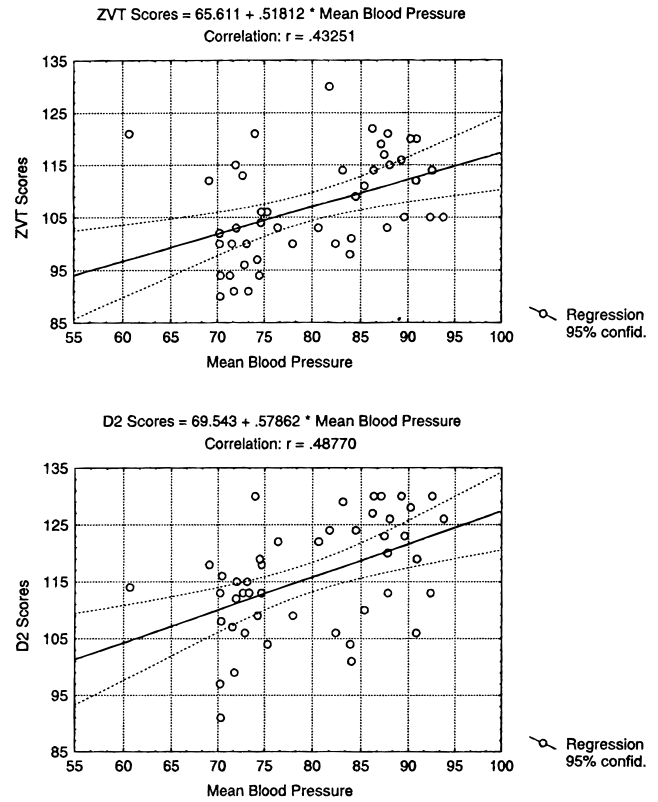 ZVT Scores = 65.611 + .51812 * Mean Blood Pressure
Correlation: r = .43251
135
125
115
105
95
85
ZVT Scores
55 60 65 70 75 80 85 90 95 100
Mean Blood Pressure
Regression
95% confid.
D2 Scores = 69.543 + .57862 * Mean Blood Pressure
Correlation: r = .48770
135
125
115
105
95
85
D2 Scores
55 60 65 70 75 80 85 90 95 100
Mean Blood Pressure
Regression
95% confid.